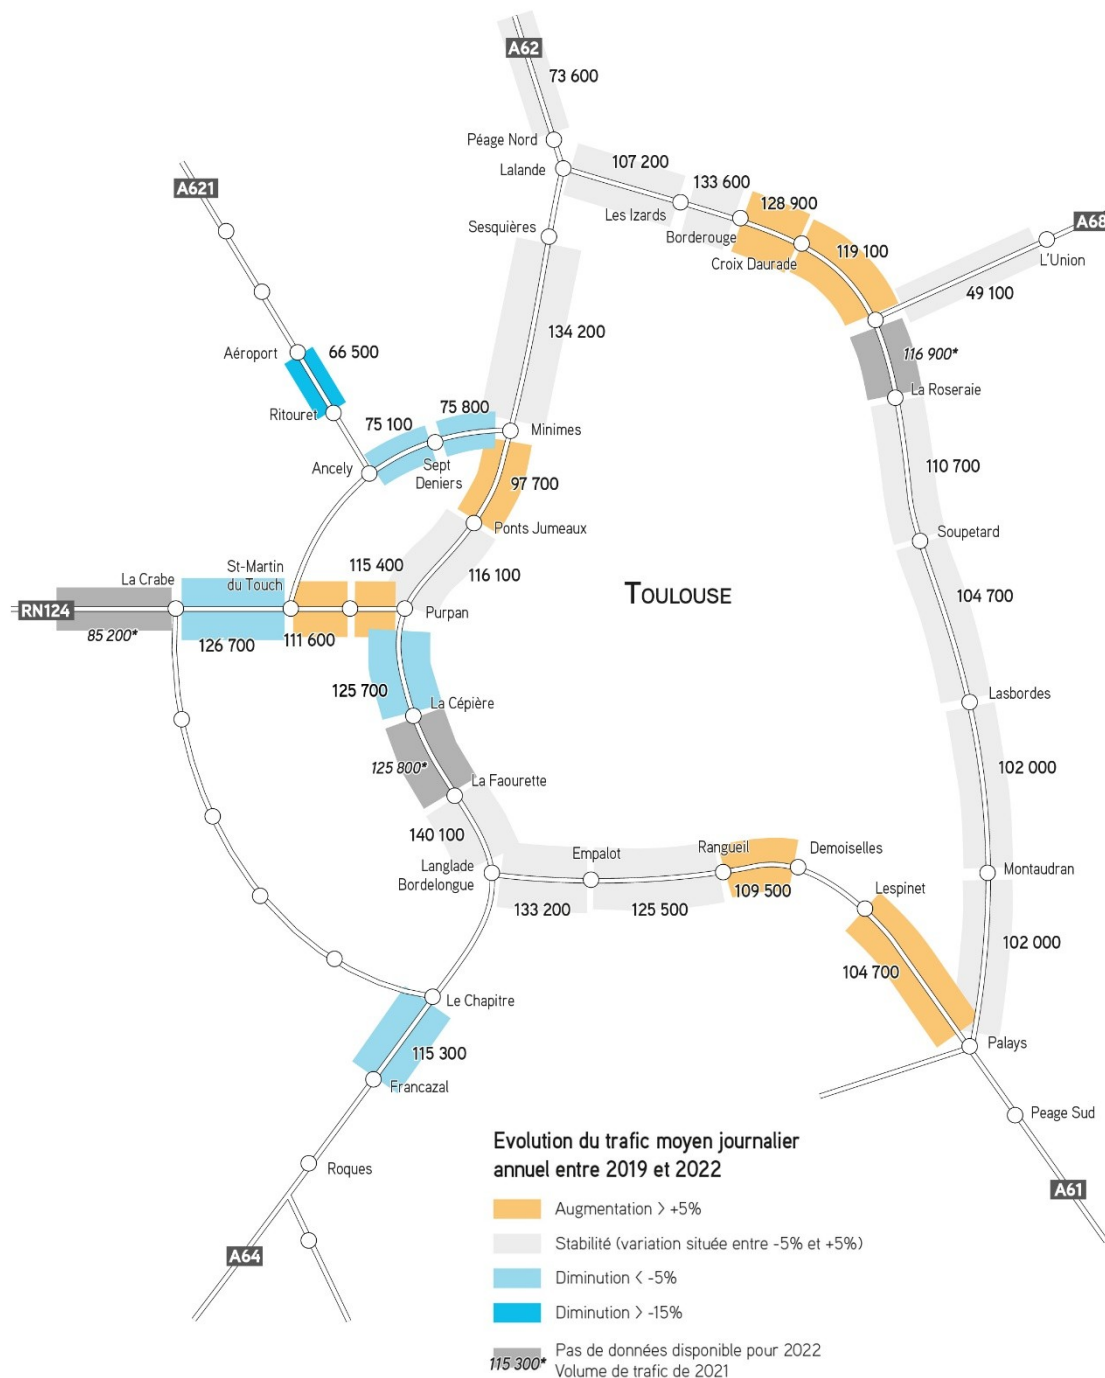 A62
73 600
Péage Nord
Lalande
107 200
133 600
128 900
A621
Les Izards
Borderouge
119 100
A68
Sesquières
Croix Daurade
L'Union
49 100
134 200
Aéroport
66 500
116 900*
La Roseraie
Ritouret
75 100
75 800
Minimes
Ancely
Sept
Deniers
97 700
110 700
Ponts Jumeaux
Soupetard
St-Martin
du Touch
115 400
La Crabe
116 100
TOULOUSE
104 700
RN124
Purpan
85 200*
126 700
111 600
125 700
La Cépière
Lasbordes
125 800*
102 000
La Faourette
140 100
Empalot
Rangueil
Demoiselles
Langlade
Bordelongue
Montaudran
Lespinet
133 200
125 500
109 500
102 000
104 700
Le Chapitre
Palays
115 300
Francazal
Peage Sud
Evolution du trafic moyen journalier
annuel entre 2019 et 2022
Roques
A61
Augmentation > +5%
Stabilité (variation située entre -5% et +5%)
A64
Diminution < -5%
Diminution > -15%
Pas de données disponible pour 2022
115 300*
Volume de trafic de 2021